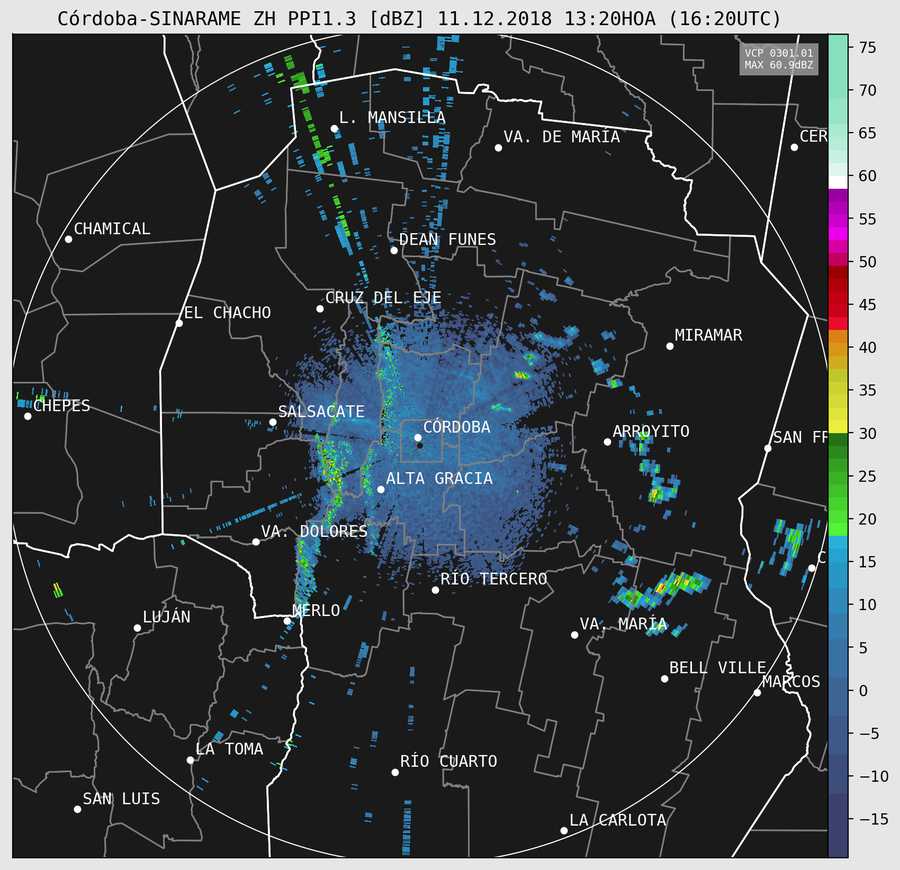 Córdoba-SINARAME ZH PPI1.3 [dBZ] 11.12.2018 13:20HOA (16:20UTC)
VCP 0301.01
MAX 60.9dBZ
75
L. MANSILLA
70
VA. DE MARÍA
CER
65
60
CHAMICAL
DEAN FUNES
55
50
CRUZ DEL EJE
EL CHACHO
45
MIRAMAR
40
35
CHEPES
SALSACATE
CÓRDOBA
ARROYITO
SAN FR
30
ALTA GRACIA
25
20
VA. DOLORES
C
15
RÍO TERCERO
10
LUJÁN
MERLO
VA. MARÍA
5
BELL VILLE
MARCOS
0
−5
LA TOMA
RÍO CUARTO
−10
SAN LUIS
LA CARLOTA
−15